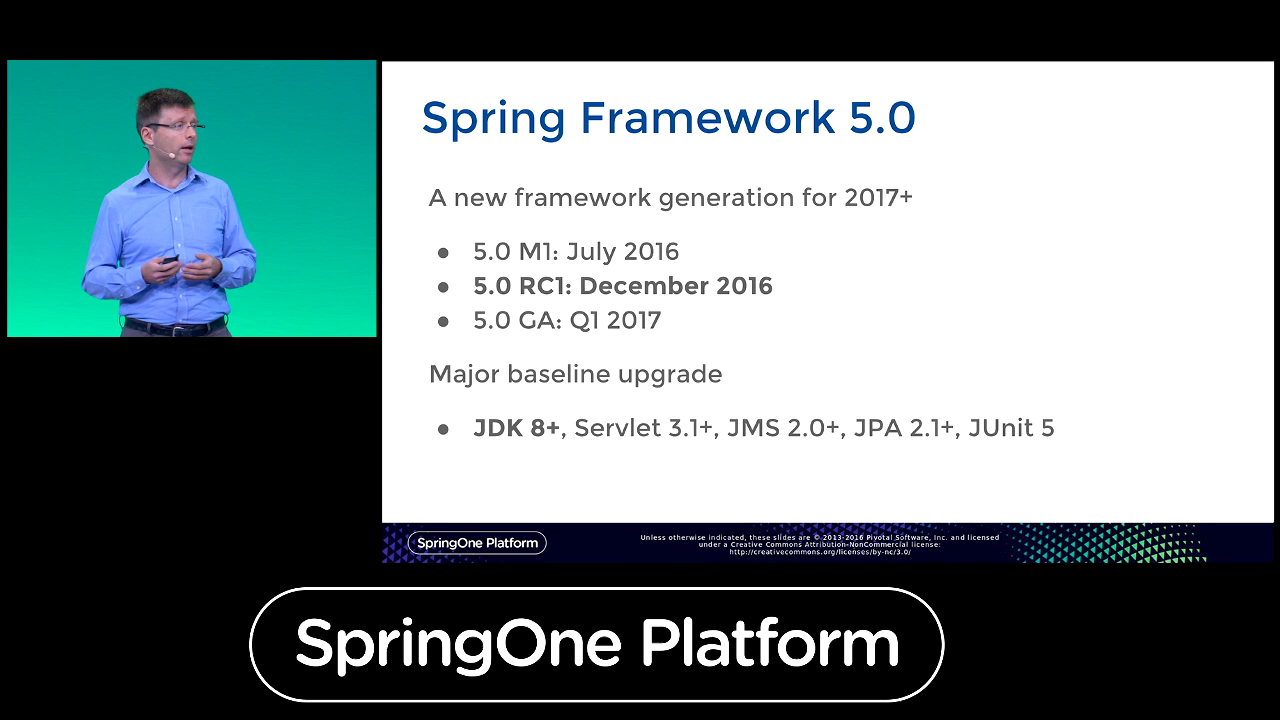 Spring Framework 5.0
A new framework generation for 2017+
● 5.0 M1: July 2016
● 5.0 RC1: December 2016
● 5.0 GA: Q1 2017
Major baseline upgrade
● JDK 8+, Servlet 3.1+, JMS 2.0+, JPA 2.1+, JUnit 5
SpringOne Platform
Unless otherwise indicated, these slides are © 2013-2016 Pivotal Software, Inc. and licensed
under a Creative Commons Attribution-NonCommercial license:
http://creativecommons.org/licenses/by-nc/3.0/
SpringOne Platform